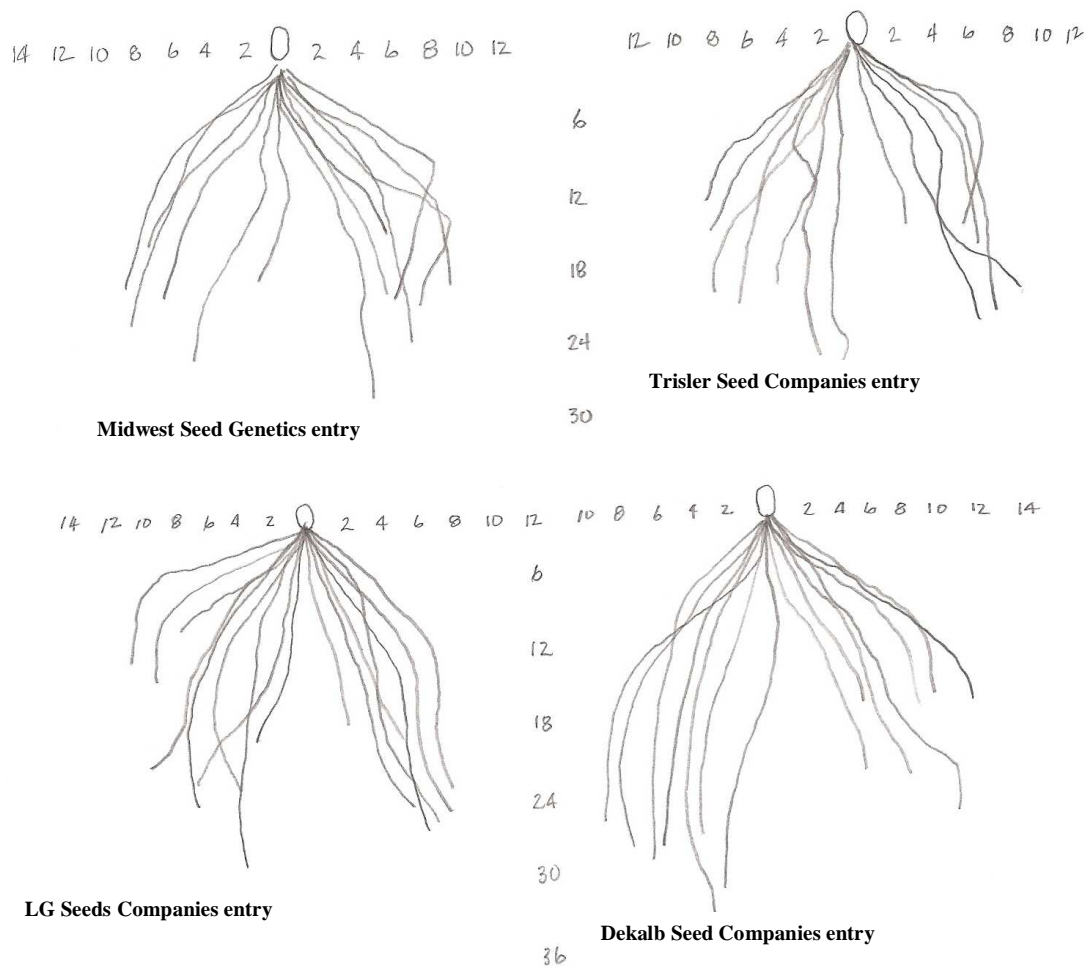 14 12 10 8 6 4 2 2 4 6 8 10 12
12 10 8 6 4 2 2 4 6 8 10 12
6
12
18
24
Trisler Seed Companies entry
30
Midwest Seed Genetics entry
14 12 10 8 6 4 2 2 4 6 8 10 12
10 8 6 4 2 2 4 6 8 10 12 14
6
12
18
24
30
LG Seeds Companies entry
Dekalb Seed Companies entry
36